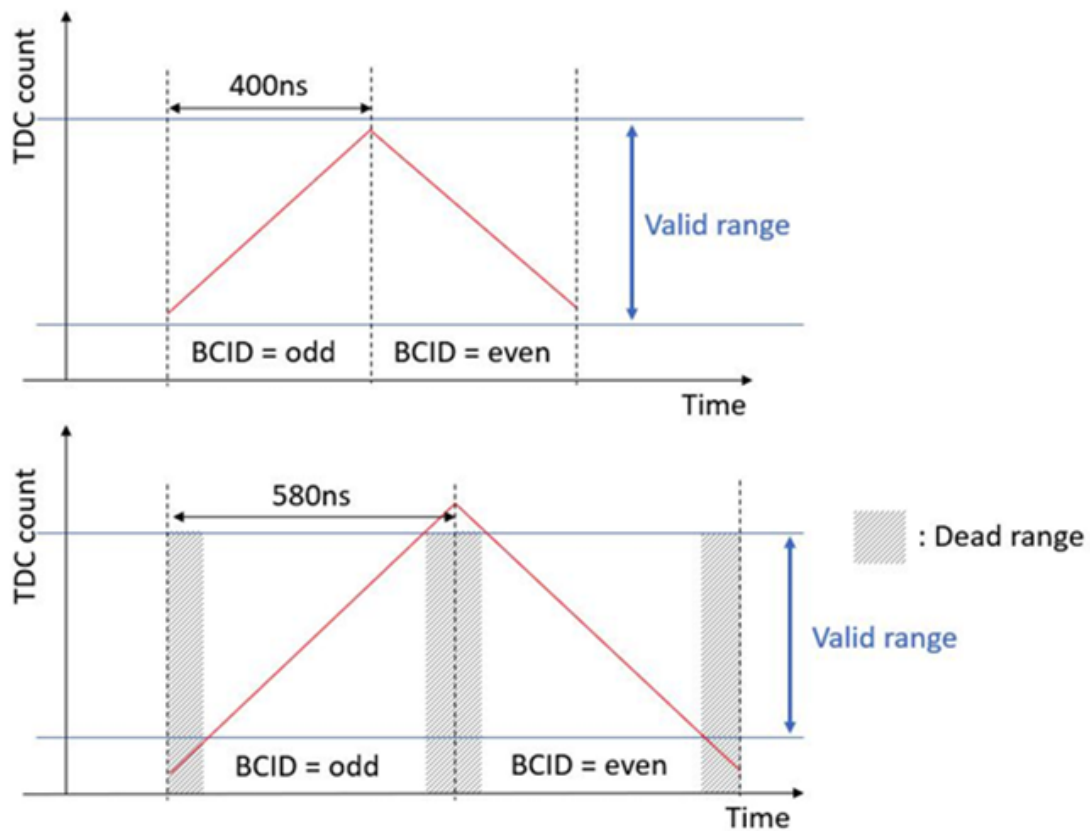 TDC count
400ns
Valid range
BCID = odd
BCID = even
Time
TDC count
580ns
: Dead range
Valid range
BCID = odd
BCID = even
Time